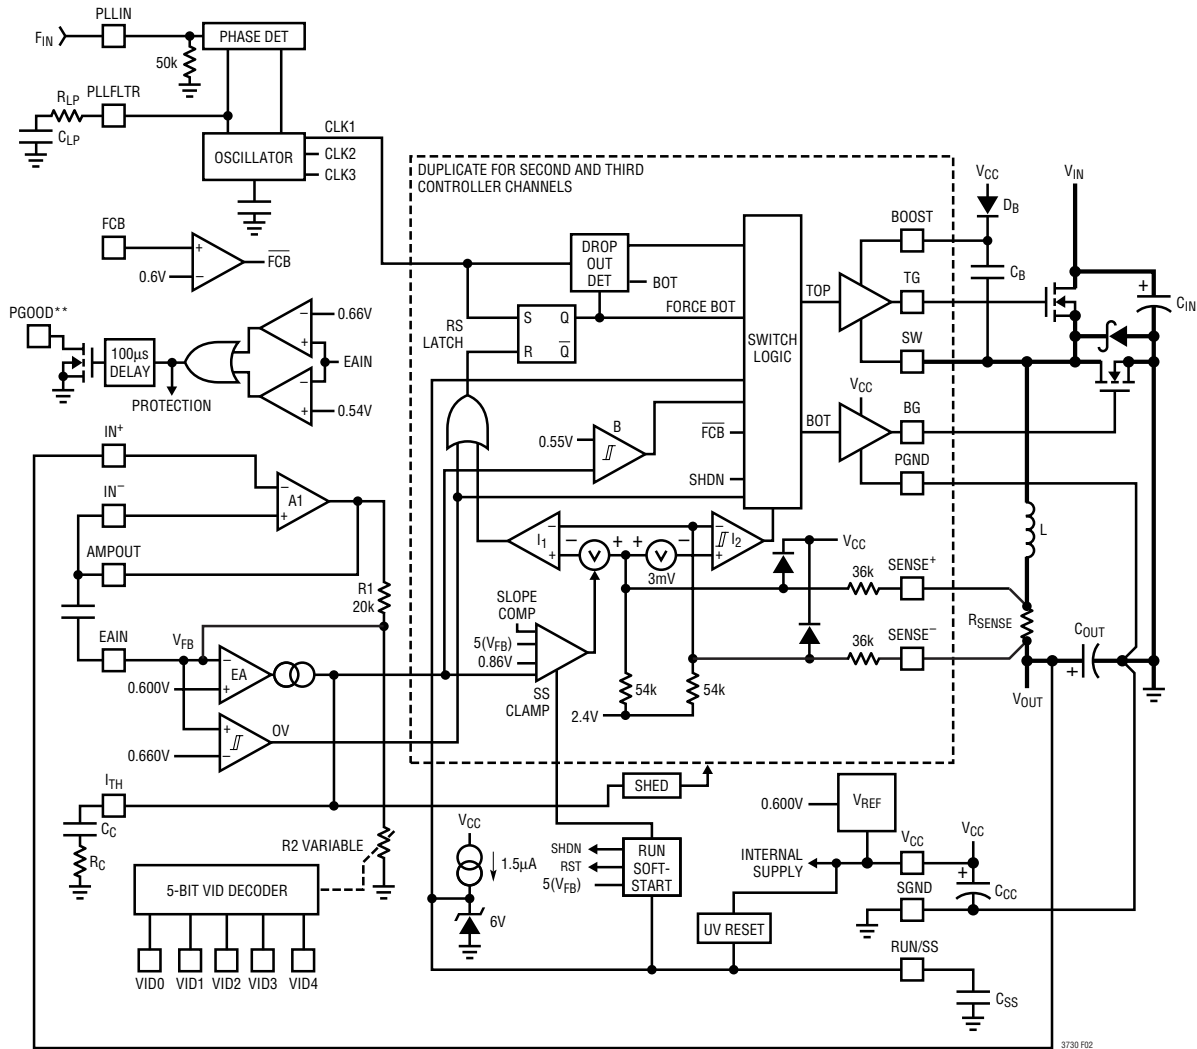 PLLIN
FIN
PHASE DET
50k
RLP
PLLFLTR
CLP
OSCILLATOR
CLK1
CLK2
CLK3
DUPLICATE FOR SECOND AND THIRD
CONTROLLER CHANNELS
FCB
+
−
0.6V
FCB
PGOOD**
100µs
DELAY
PROTECTION
−
+
0.66V
EAIN
−
+
0.54V
RS
LATCH
S
Q
R
Q
DROP
OUT
DET
BOT
FORCE BOT
SWITCH
LOGIC
TOP
BOT
VCC
DB
VIN
BOOST
CB
TG
+
CIN
SW
VCC
BG
PGND
0.55V
B
FCB
SHDN
IN+
IN−
A1
−
+
AMPOUT
R1
20k
EAIN
VFB
EA
−
+
0.600V
OV
+
−
0.660V
I1
−
+
−
+
+
−
3mV
−
+
I2
VCC
36k
SENSE+
36k
SENSE−
L
RSENSE
COUT
+
VOUT
SLOPE
COMP
5(VFB)
0.86V
SS
CLAMP
54k
54k
2.4V
ITH
CC
RC
SHED
R2 VARIABLE
5-BIT VID DECODER
VID0
VID1
VID2
VID3
VID4
VCC
1.5µA
6V
SHDN
RST
5(VFB)
RUN
SOFT-
START
0.600V
VREF
INTERNAL
SUPPLY
VCC
VCC
+
CCC
SGND
UV RESET
RUN/SS
CSS
3730 F02